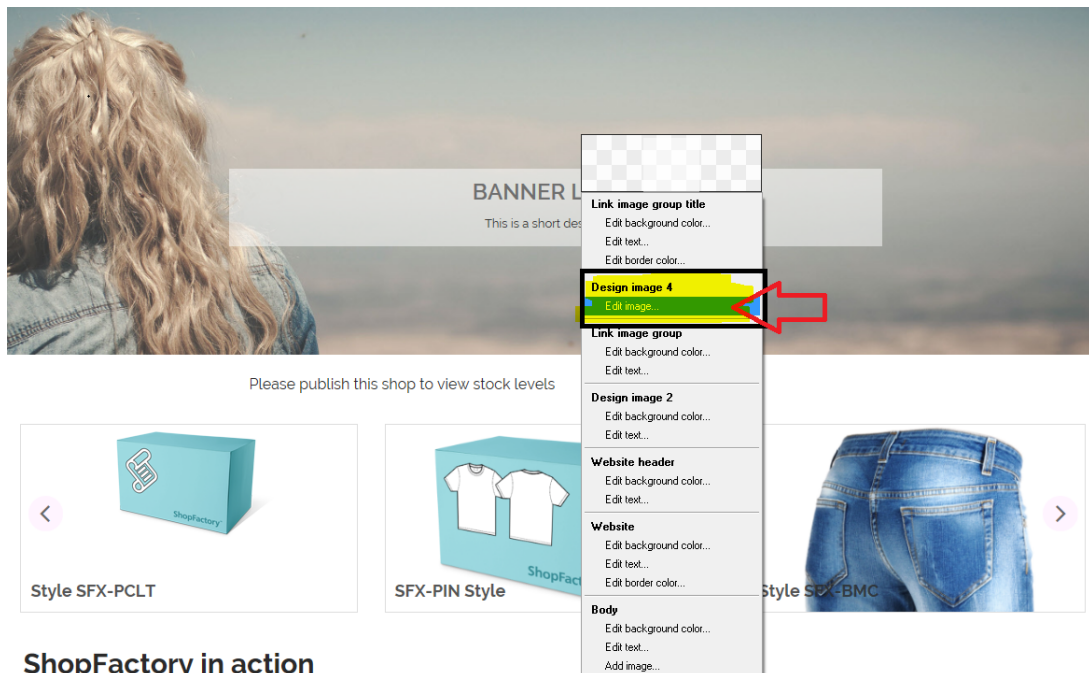 BANNER L
This is a short des
Link image group title
Edit background color...
Edit text...
Edit border color...
Design image 4
Edit image...
Link image group
Edit background color...
Edit text...
Design image 2
Edit background color...
Edit text...
Website header
Edit background color...
Edit text...
Website
Edit background color...
Edit text...
Edit border color...
Body
Edit background color...
Edit text...
Add image...
Please publish this shop to view stock levels
ShopFactory
Style SFX-PCLT
ShopFact
SFX-PIN Style
Style SFX-BMC
ShopFactory in action